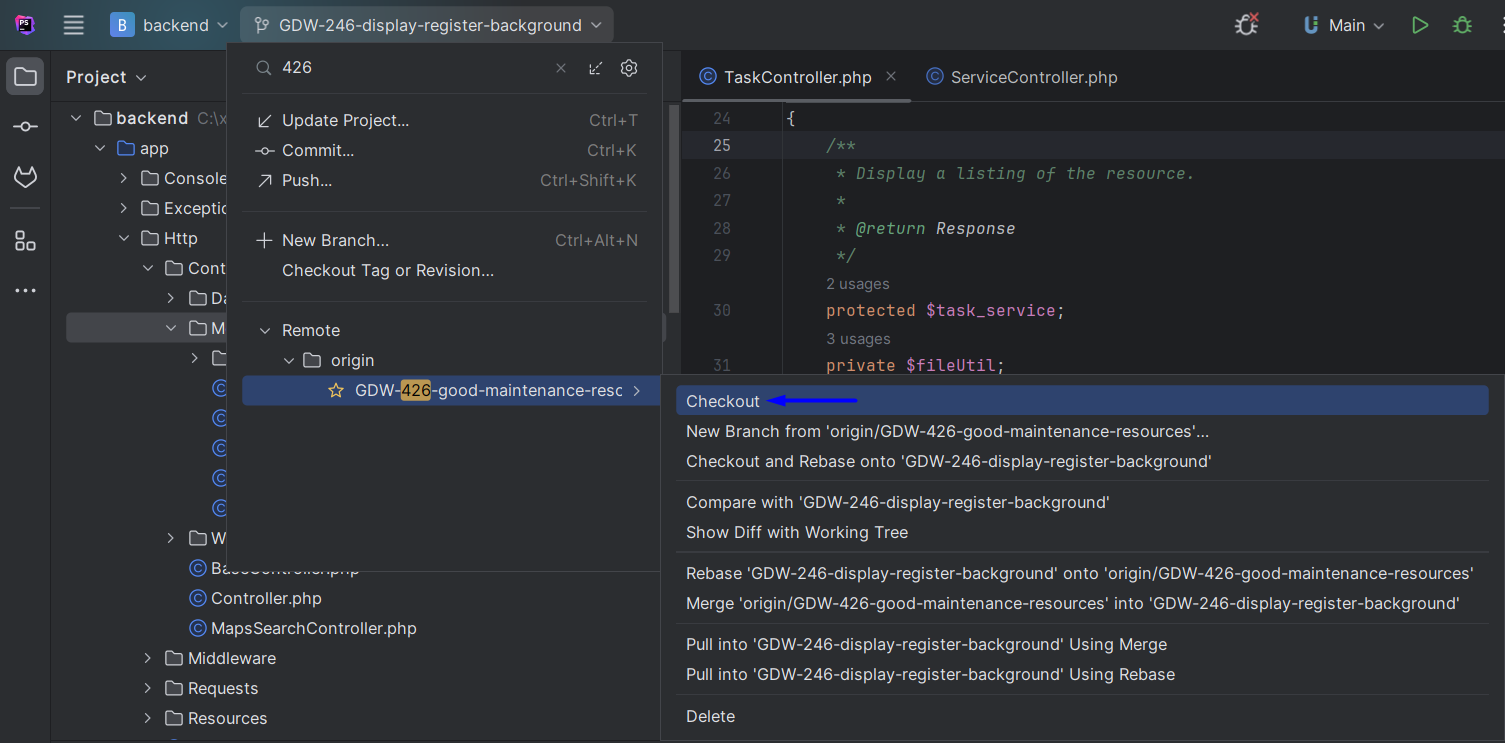 PS
B backend GDW-246-display-register-background Main
Project
426
TaskController.php ServiceController.php
backend C:\x
app
Console
Http
Update Project... Ctrl+T
Commit... Ctrl+K
Push... Ctrl+Shift+K
New Branch... Ctrl+Alt+N
Checkout Tag or Revision...
Remote
origin
GDW-426-good-maintenance-resc
24 {
25 /**
26 * Display a listing of the resource.
27 *
28 * @return Response
29 */
2 usages
30 protected $task_service;
3 usages
31 private $fileUtil;
Checkout
New Branch from 'origin/GDW-426-good-maintenance-resources'...
Checkout and Rebase onto 'GDW-246-display-register-background'
Compare with 'GDW-246-display-register-background'
Show Diff with Working Tree
Rebase 'GDW-246-display-register-background' onto 'origin/GDW-426-good-maintenance-resources'
Merge 'origin/GDW-426-good-maintenance-resources' into 'GDW-246-display-register-background'
Pull into 'GDW-246-display-register-background' Using Merge
Pull into 'GDW-246-display-register-background' Using Rebase
Delete
BaseController.php
Controller.php
MapsSearchController.php
Middleware
Requests
Resources